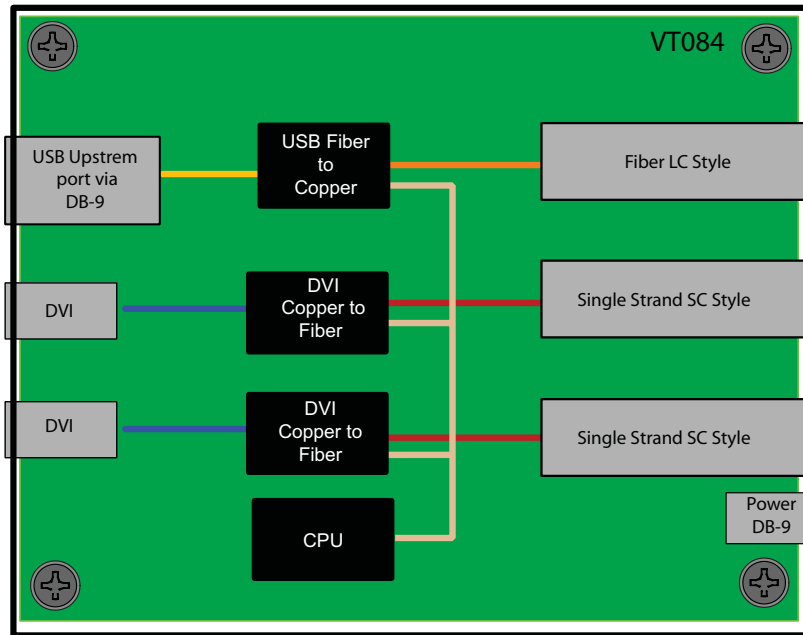 VT084
USB Upstrem
port via
DB-9
USB Fiber
to
Copper
Fiber LC Style
DVI
DVI
Copper to
Fiber
Single Strand SC Style
DVI
DVI
Copper to
Fiber
Single Strand SC Style
CPU
Power
DB-9